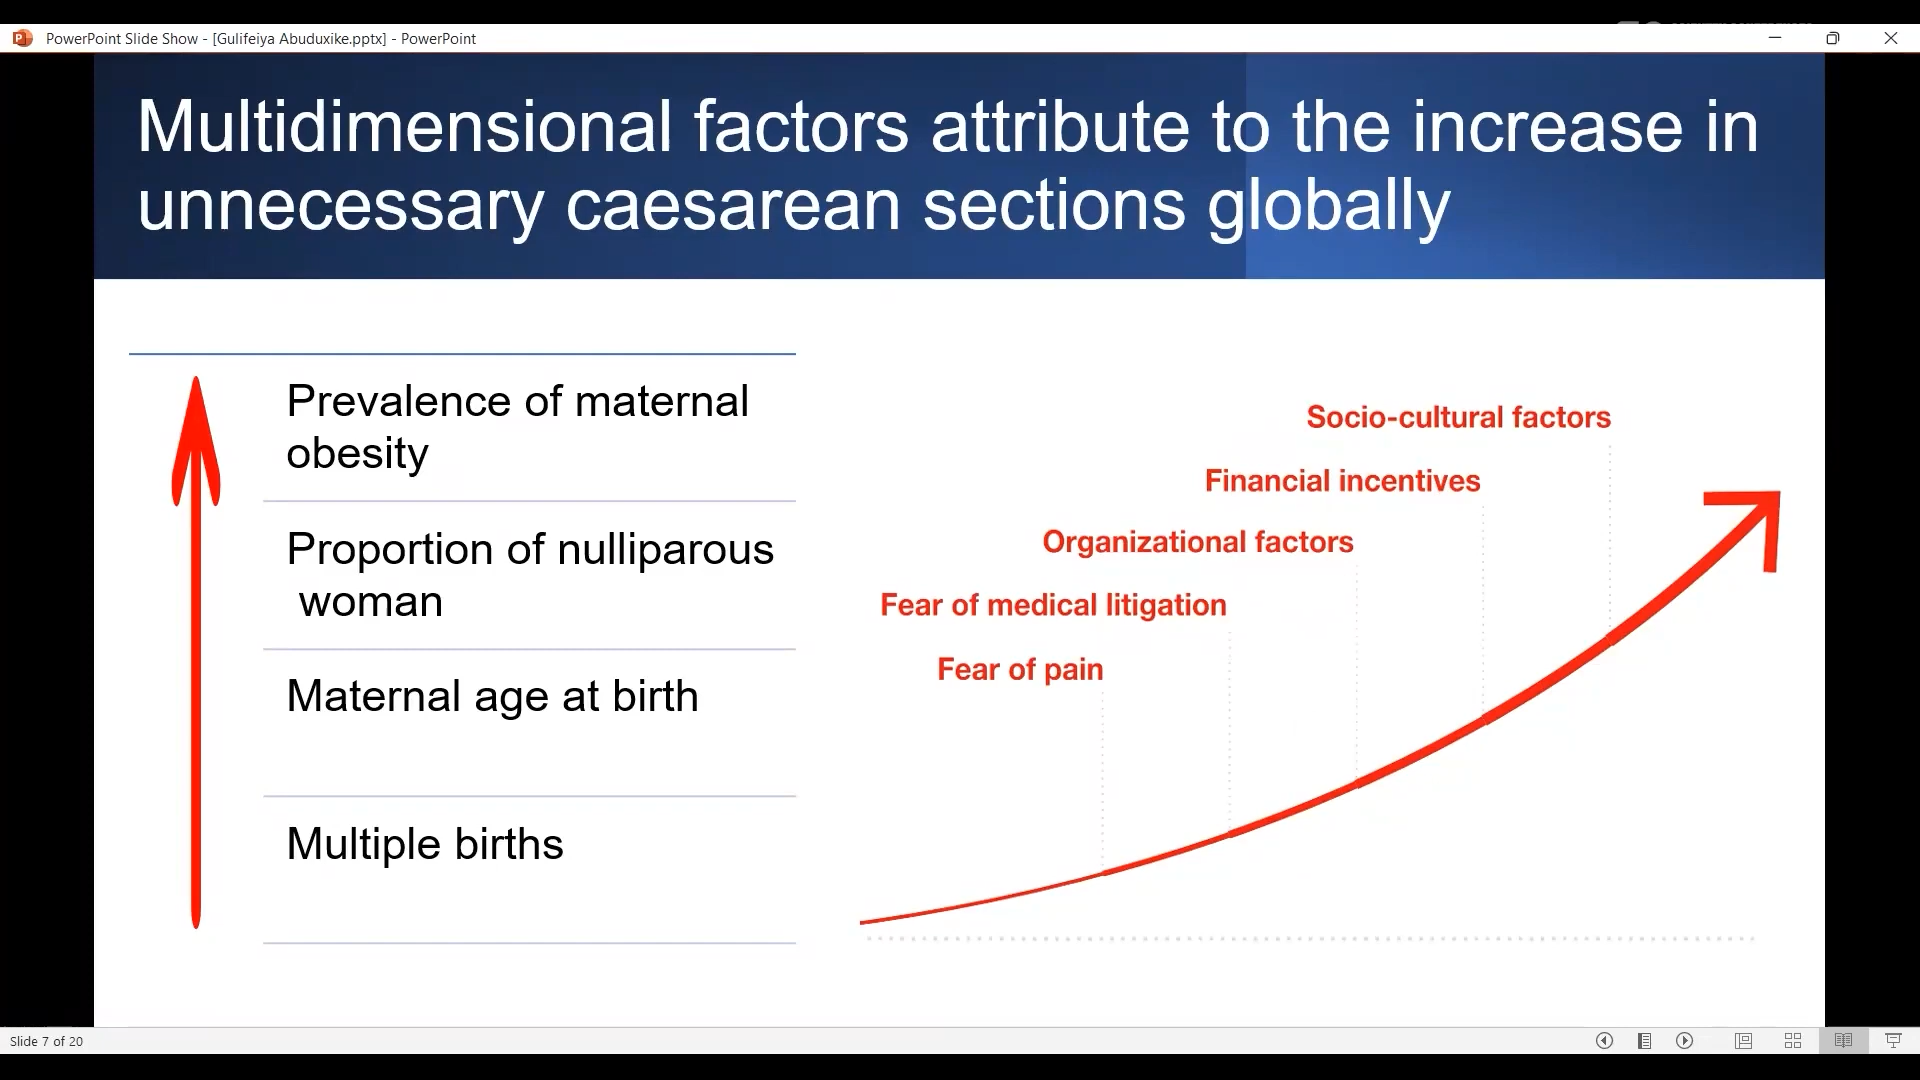 PowerPoint Slide Show - [Gulifeiya Abuduxike.pptx] - PowerPoint
Multidimensional factors attribute to the increase in
unnecessary caesarean sections globally
Prevalence of maternal
obesity
Proportion of nulliparous
woman
Maternal age at birth
Multiple births
Socio-cultural factors
Financial incentives
Organizational factors
Fear of medical litigation
Fear of pain
Slide 7 of 20